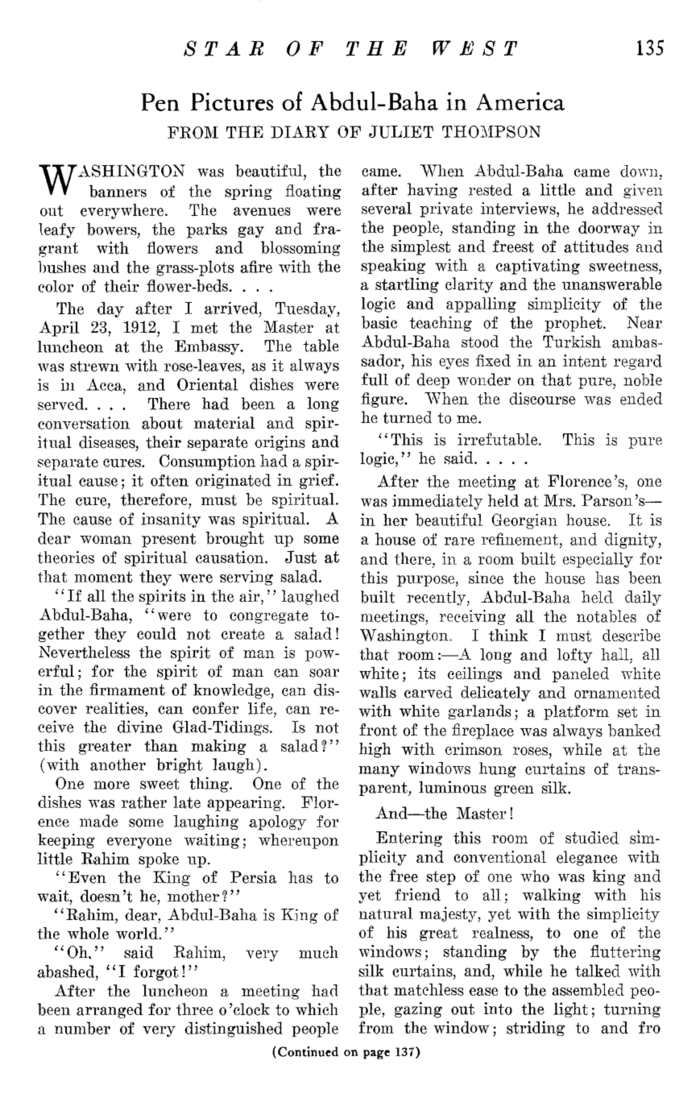 STAR OF THE WEST 135
Pen Pictures of Abdul-Baha in America
FROM THE DIARY OF JULIET THOMPSON
WASHINGTON was beautiful, the
banners of the spring floating
out everywhere. The avenues were
leafy bowers, the parks gay and fra-
grant with flowers and blossoming
bushes and the grass-plots afire with the
color of their flower-beds. . . .
The day after I arrived, Tuesday,
April 23, 1912, I met the Master at
luncheon at the Embassy. The table
was strewn with rose-leaves, as it always
is in Acca, and Oriental dishes were
served. . . . There had been a long
conversation about material and spir-
itual diseases, their separate origins and
separate cures. Consumption had a spir-
itual cause; it often originated in grief.
The cure, therefore, must be spiritual.
The cause of insanity was spiritual. A
dear woman present brought up some
theories of spiritual causation. Just at
that moment they were serving salad.
"If all the spirits in the air," laughed
Abdul-Baha, "were to congregate to-
gether they could not create a salad!
Nevertheless the spirit of man is pow-
erful; for the spirit of man can soar
in the firmament of knowledge, can dis-
cover realities, can confer life, can re-
ceive the divine Glad-Tidings. Is not
this greater than making a salad?"
(with another bright laugh).
One more sweet thing. One of the
dishes was rather late appearing. Flor-
ence made some laughing apology for
keeping everyone waiting; whereupon
little Rahim spoke up.
"Even the King of Persia has to
wait, doesn't he, mother?"
"Rahim, dear, Abdul-Baha is King of
the whole world."
"Oh," said Rahim, very much
abashed, "I forgot!"
After the luncheon a meeting had
been arranged for three o'clock to which
a number of very distinguished people
came. When Abdul-Baha came down,
after having rested a little and given
several private interviews, he addressed
the people, standing in the doorway in
the simplest and freest of attitudes and
speaking with a captivating sweetness,
a startling clarity and the unanswerable
logic and appalling simplicity of the
basic teaching of the prophet. Near
Abdul-Baha stood the Turkish ambas-
sador, his eyes fixed in an intent regard
full of deep wonder on that pure, noble
figure. When the discourse was ended
he turned to me.
"This is irrefutable. This is pure
logic," he said. . . . .
After the meeting at Florence's, one
was immediately held at Mrs. Parson's—
in her beautiful Georgian house. It is
a house of rare refinement, and dignity,
and there, in a room built especially for
this purpose, since the house has been
built recently, Abdul-Baha held daily
meetings, receiving all the notables of
Washington. I think I must describe
that room:—A long and lofty hall, all
white; its ceilings and paneled white
walls carved delicately and ornamented
with white garlands; a platform set in
front of the fireplace was always banked
high with crimson roses, while at the
many windows hung curtains of trans-
parent, luminous green silk.
And—the Master!
Entering this room of studied sim-
plicity and conventional elegance with
the free step of one who was king and
yet friend to all; walking with his
natural majesty, yet with the simplicity
of his great realness, to one of the
windows; standing by the fluttering
silk curtains, and, while he talked with
that matchless ease to the assembled peo-
ple, gazing out into the light; turning
from the window; striding to and fro
(Continued on page 137)